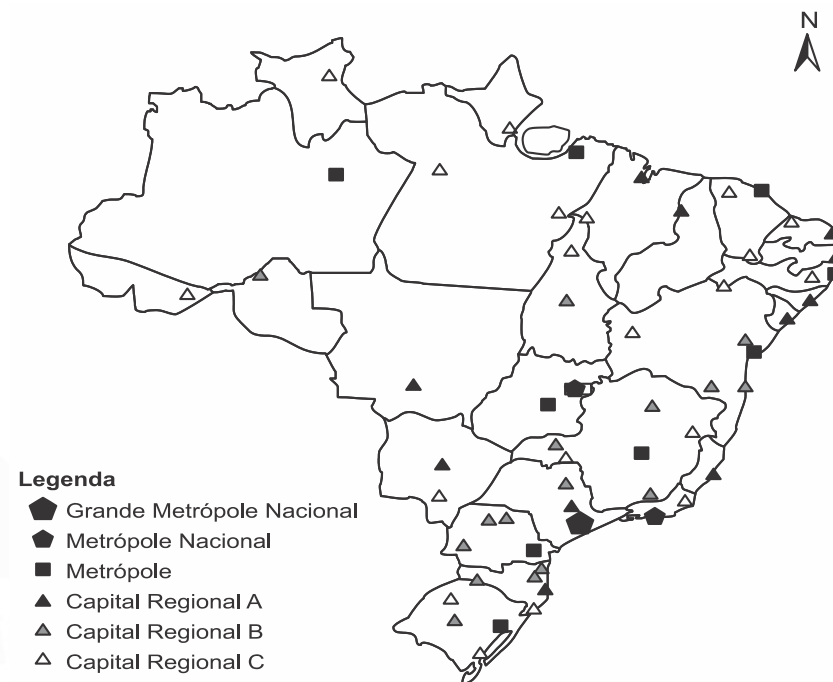 N
Legenda
Grande Metrópole Nacional
Metrópole Nacional
Metrópole
Capital Regional A
Capital Regional B
Capital Regional C